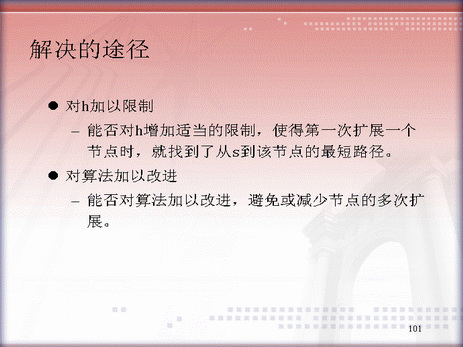 解决的途径
● 对h加以限制
– 能否对h增加适当的限制，使得第一次扩展一个
节点时，就找到了从s到该节点的最短路径。
● 对算法加以改进
– 能否对算法加以改进，避免或减少节点的多次扩
展。
101